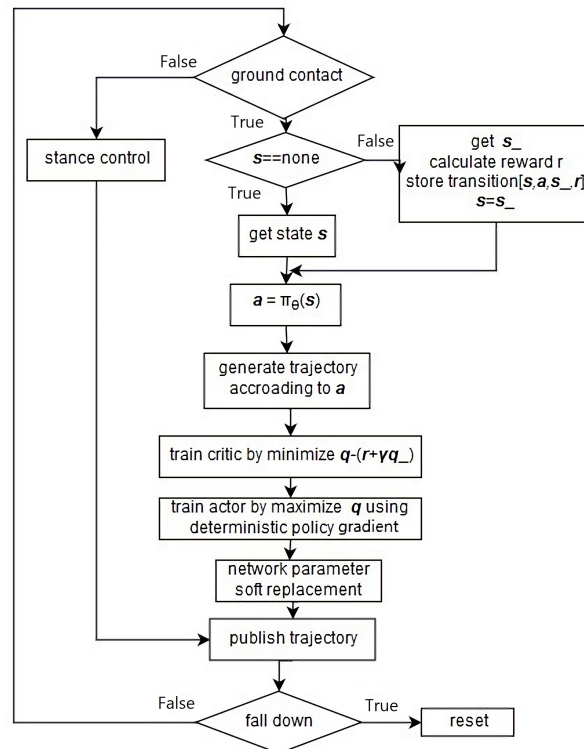 ground contact
False
True
stance control
s==none
False
True
get s_
calculate reward r
store transition[s,a,s_,r]
s=s_
get state s
a = πθ(s)
generate trajectory
accroading to a
train critic by minimize q-(r+γq_)
train actor by maximize q using
deterministic policy gradient
network parameter
soft replacement
publish trajectory
False
fall down
True
reset